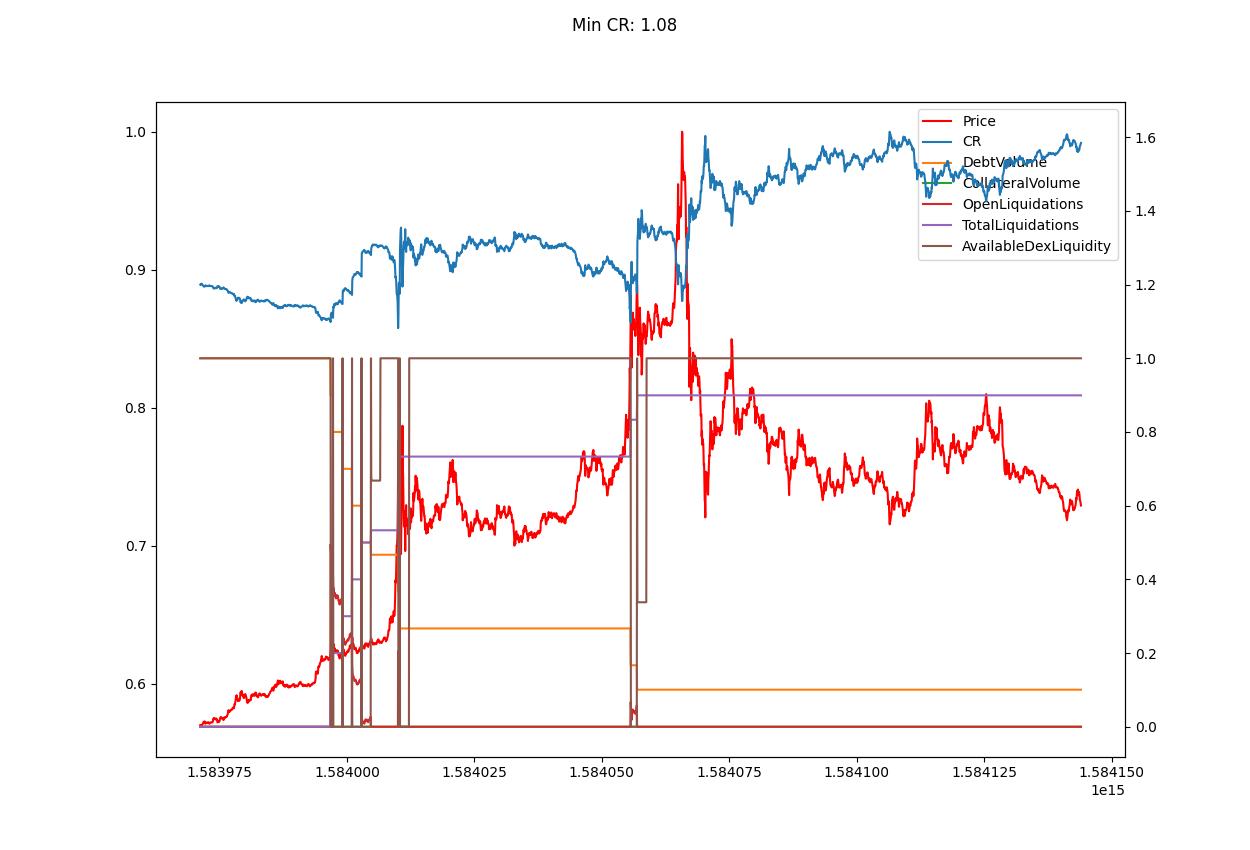 Min CR: 1.08
Price
CR
DebtVolume
CollateralVolume
OpenLiquidations
TotalLiquidations
AvailableDexLiquidity
1.0
0.9
0.8
0.7
0.6
1.6
1.4
1.2
1.0
0.8
0.6
0.4
0.2
0.0
1.583975 1.584000 1.584025 1.584050 1.584075 1.584100 1.584125 1.584150
1e15